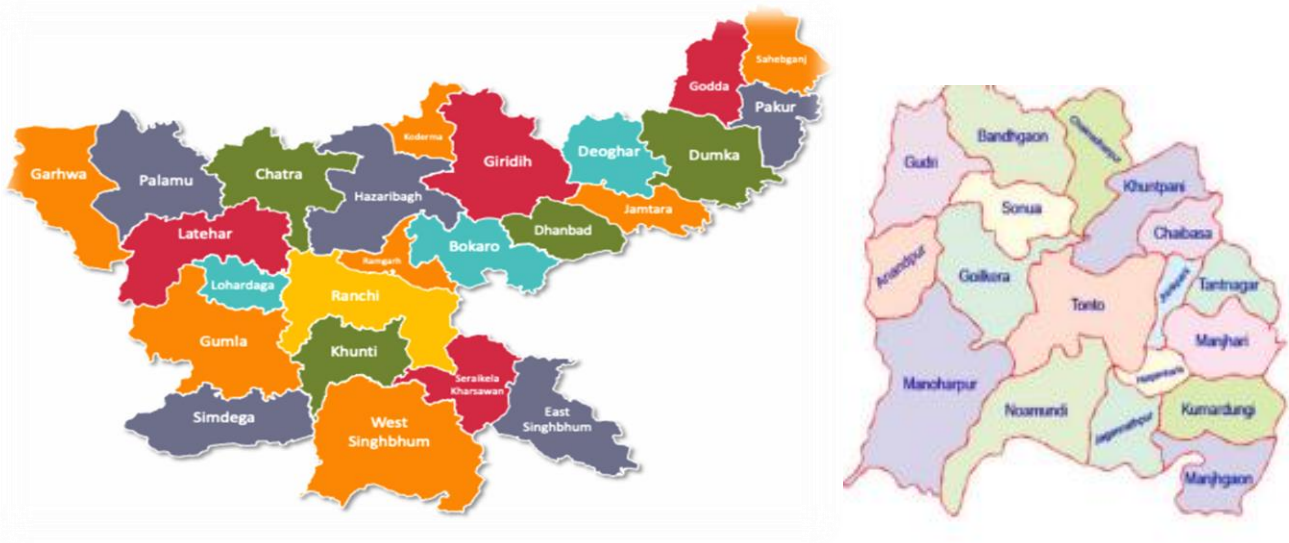 Sahebganj
Godda
Pakur
Koderma
Giridih
Deoghar
Dumka
Garhwa
Palamu
Chatra
Hazaribagh
Jamtara
Latehar
Dhanbad
Bokaro
Ramgarh
Lohardaga
Ranchi
Gumla
Khunti
Seraikela
Kharsawan
Simdega
West
Singhbhum
East
Singhbhum
Bandhgaon
Chakradharpur
Gudri
Khuntpani
Sonua
Chaibasa
Anandpur
Goilkera
Tantnagar
Tonto
Manjhari
Manoharpur
Noamundi
Jagannathpur
Kumardungi
Manjhgaon